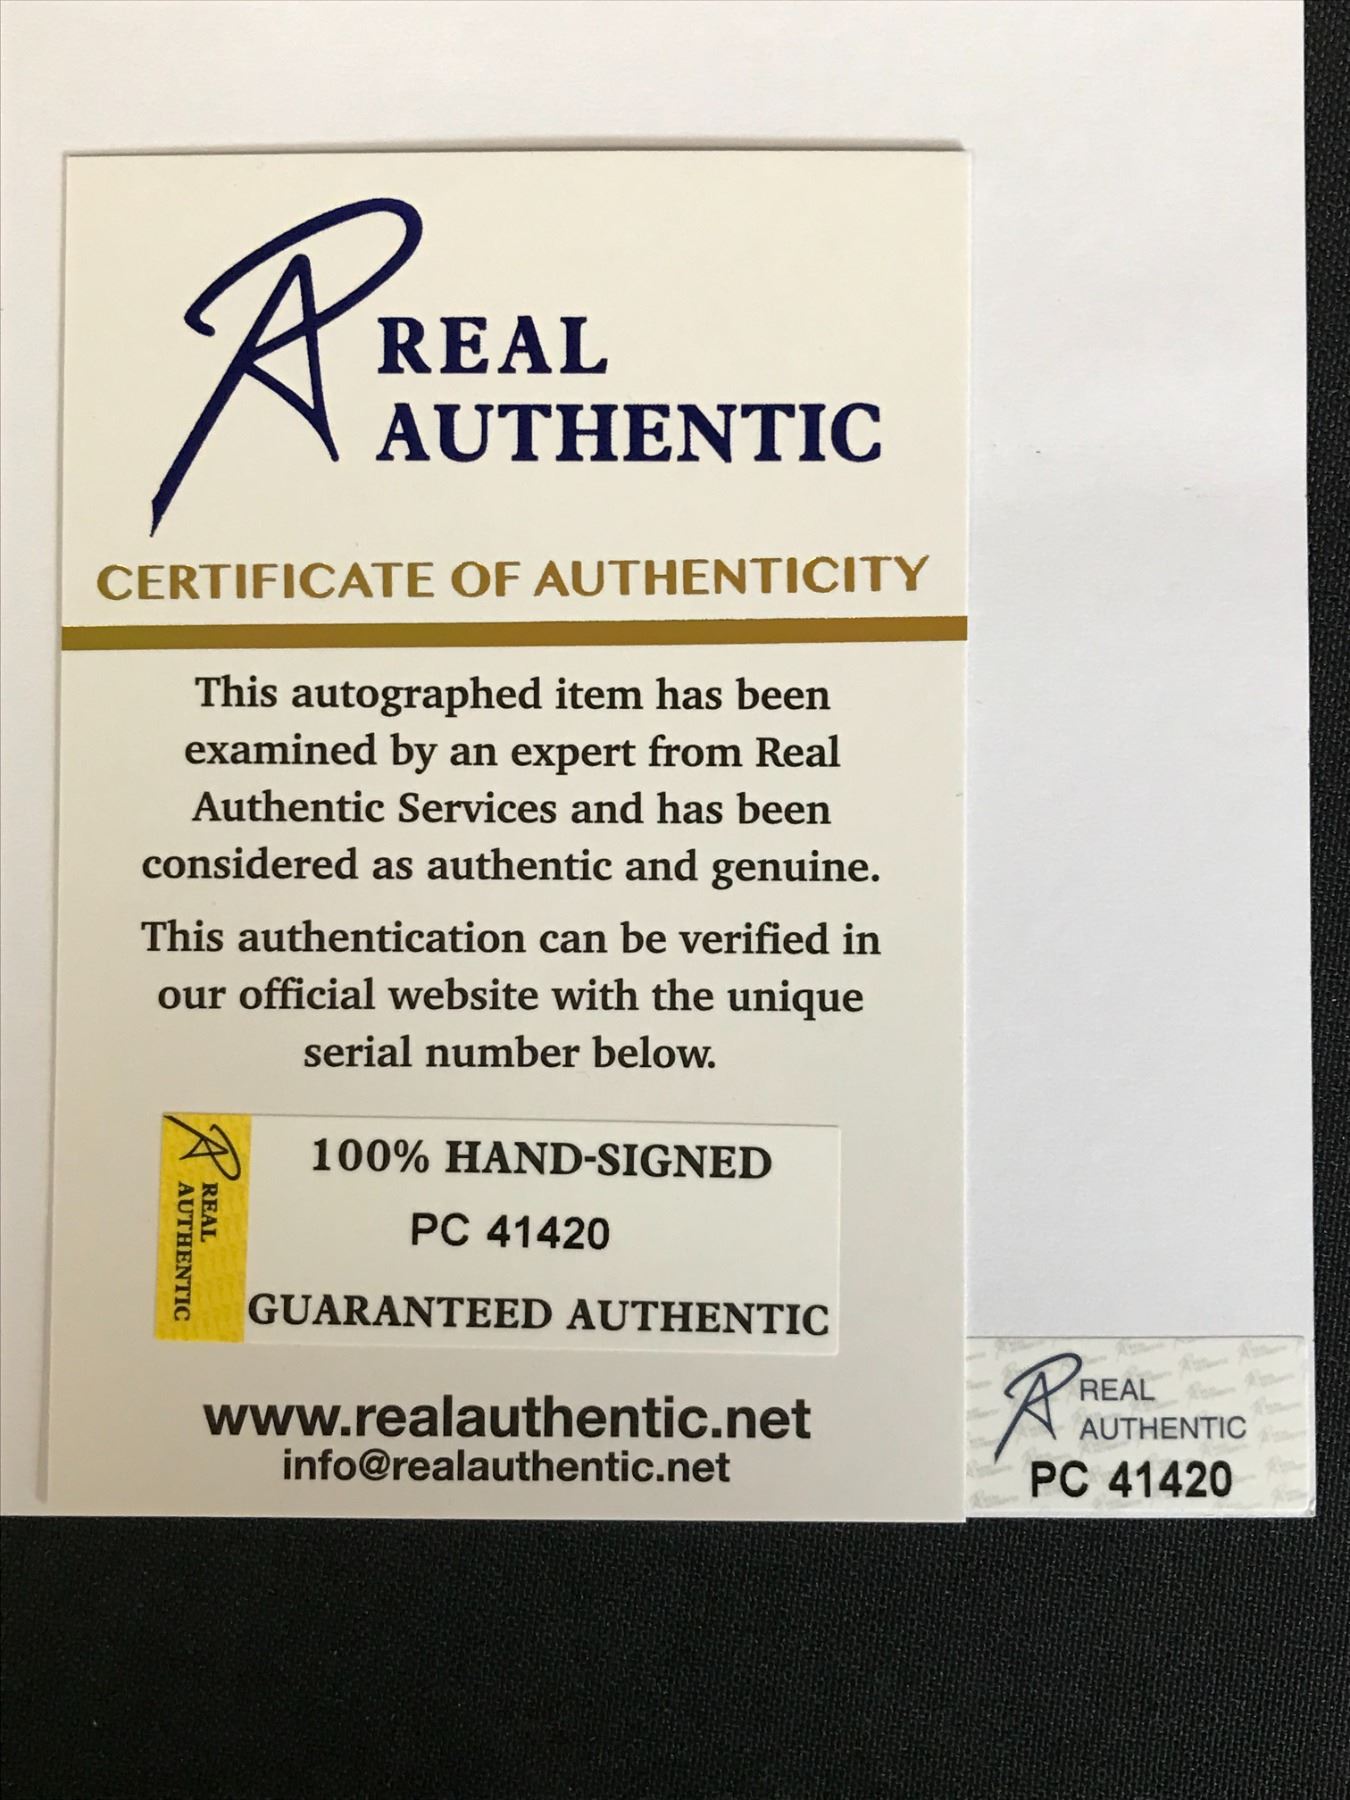 REAL
AUTHENTIC
CERTIFICATE OF AUTHENTICITY
This autographed item has been
examined by an expert from Real
Authentic Services and has been
considered as authentic and genuine.
This authentication can be verified in
our official website with the unique
serial number below.
REAL
AUTHENTIC
100% HAND-SIGNED
PC 41420
GUARANTEED AUTHENTIC
www.realauthentic.net
info@realauthentic.net
REAL
AUTHENTIC
PC 41420